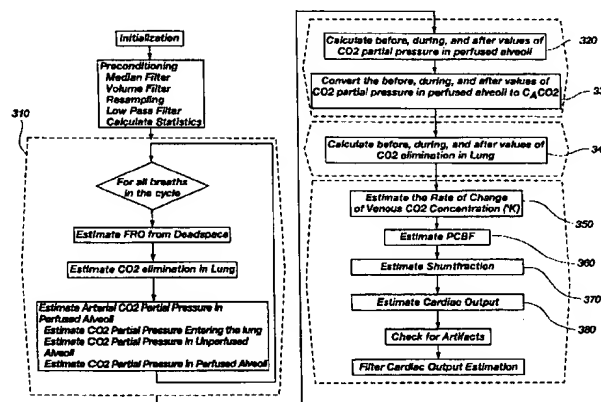 Initialization
Preconditioning
Median Filter
Volume Filter
Resampling
Low Pass Filter
Calculate Statistics
310
For all breaths
in the cycle
Estimate FRO from Deadspace
Estimate CO2 elimination in Lung
Estimate Arterial CO2 Partial Pressure in
Perfused Alveoli
Estimate CO2 Partial Pressure Entering the lung
Estimate CO2 Partial Pressure in Unperfused
Alveoli
Estimate CO2 Partial Pressure in Perfused Alveoli
Calculate before, during, and after values of
CO2 partial pressure in perfused alveoli
320
Convert the before, during, and after values of
CO2 partial pressure in perfused alveoli to CACO2
Calculate before, during, and after values of
CO2 elimination in Lung
Estimate the Rate of Change
of Venous CO2 Concentration ("K)
350
Estimate PCBF
360
Estimate Shuntfraction
370
Estimate Cardiac Output
380
Check for Artifacts
Filter Cardiac Output Estimation